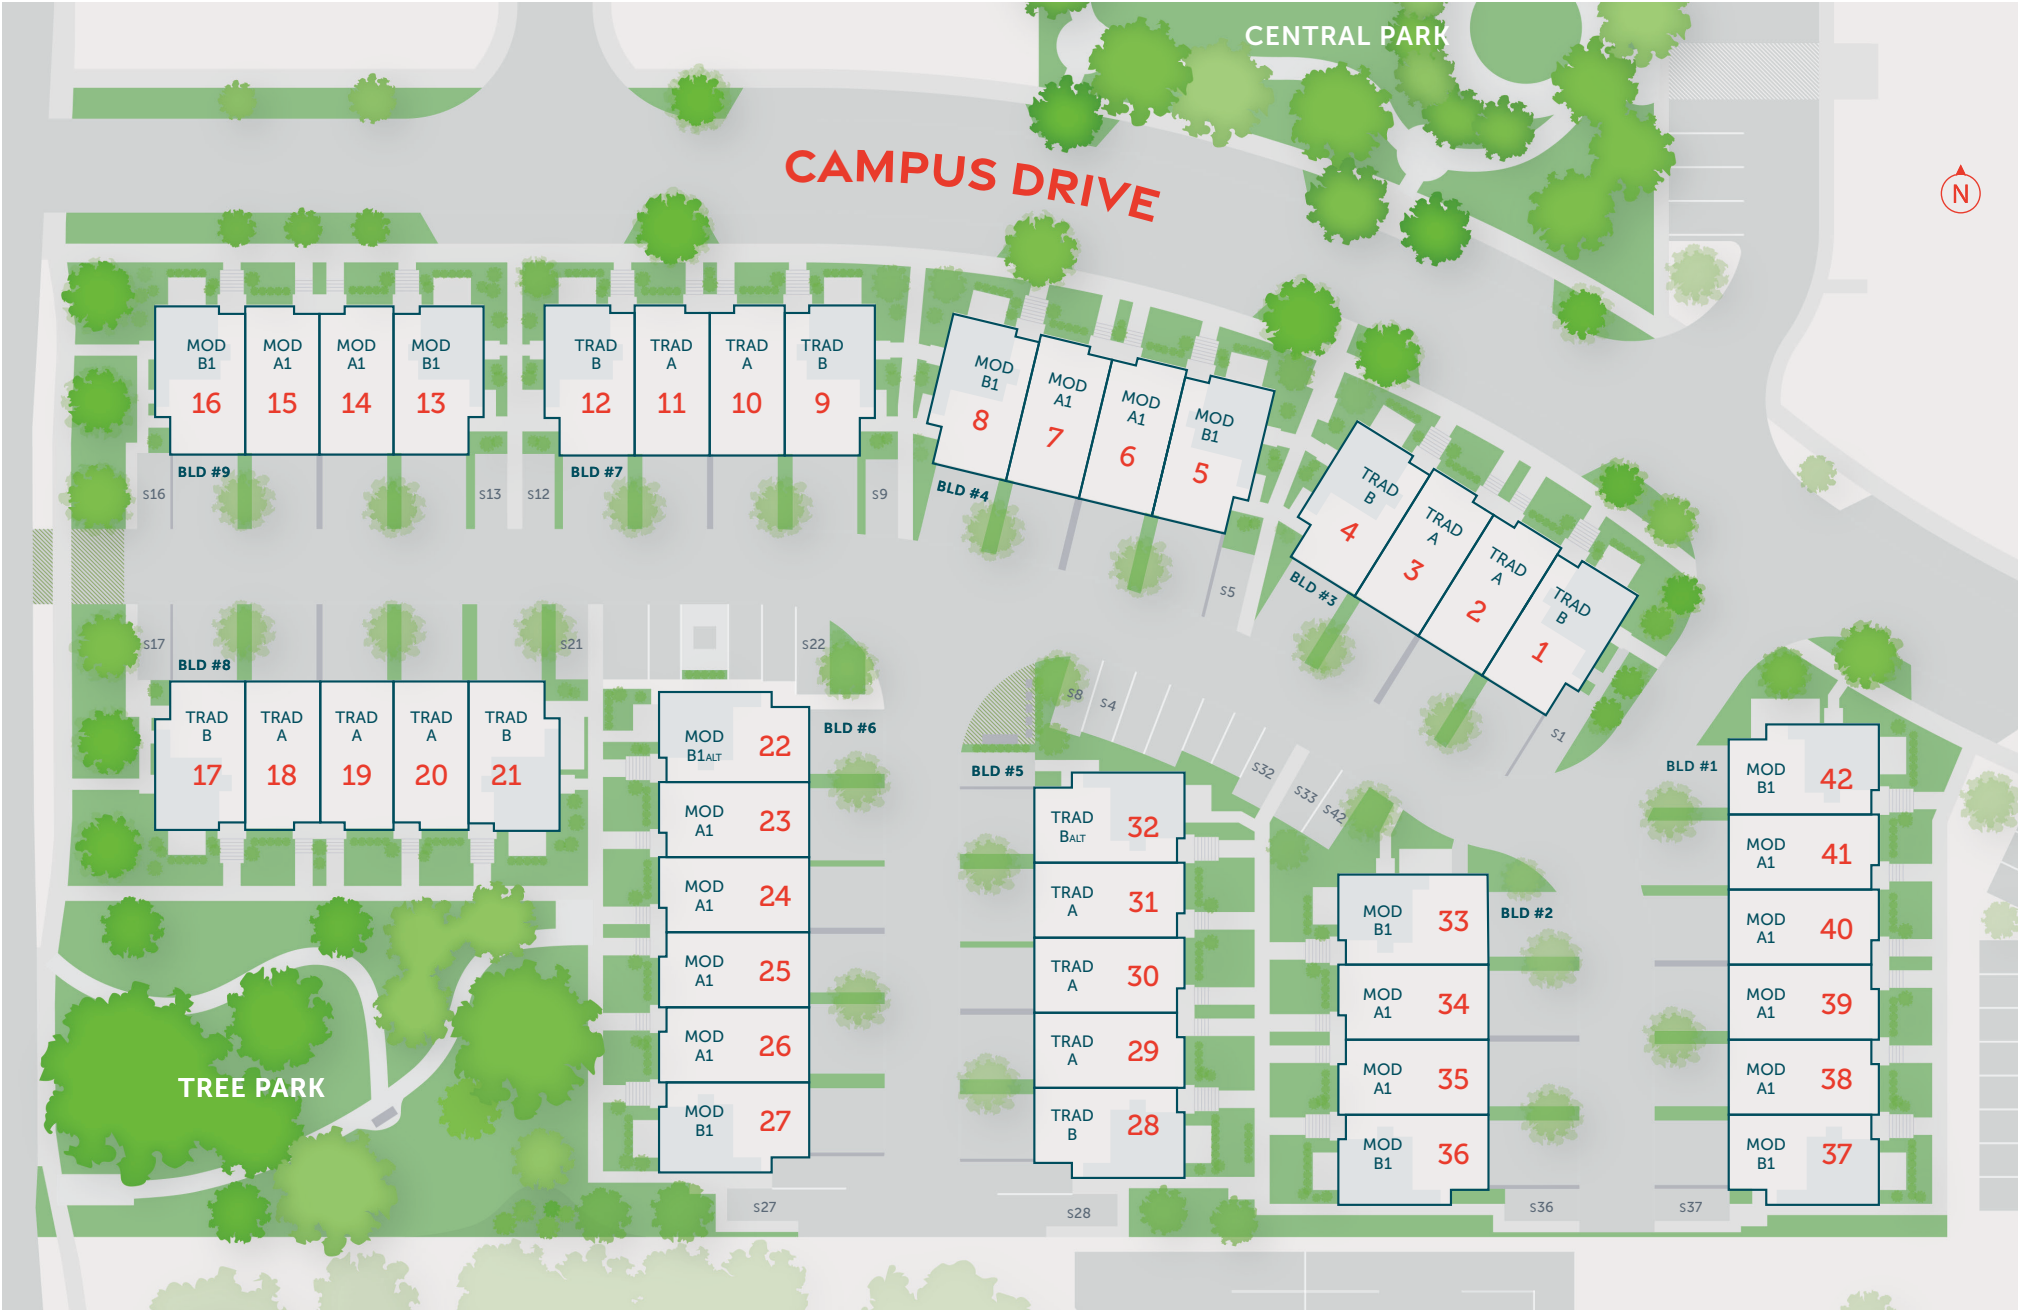 CENTRAL PARK
CAMPUS DRIVE
N
MOD
B1
16
MOD
A1
15
MOD
A1
14
MOD
B1
13
BLD #9
s16
s13
TRAD
B
12
TRAD
A
11
TRAD
A
10
TRAD
B
9
BLD #7
s12
s9
MOD
B1
8
MOD
A1
7
MOD
A1
6
MOD
B1
5
BLD #4
s5
TRAD
B
4
TRAD
A
3
TRAD
A
2
TRAD
B
1
BLD #3
s1
s17
s21
BLD #8
TRAD
B
17
TRAD
A
18
TRAD
A
19
TRAD
A
20
TRAD
B
21
s22
BLD #6
MOD
B1ALT
22
MOD
A1
23
MOD
A1
24
MOD
A1
25
MOD
A1
26
MOD
B1
27
s27
s8
s4
s32
s33
s42
BLD #5
TRAD
BALT
32
TRAD
A
31
TRAD
A
30
TRAD
A
29
TRAD
B
28
s28
BLD #2
MOD
B1
33
MOD
A1
34
MOD
A1
35
MOD
B1
36
s36
BLD #1
MOD
B1
42
MOD
A1
41
MOD
A1
40
MOD
A1
39
MOD
A1
38
MOD
B1
37
s37
TREE PARK